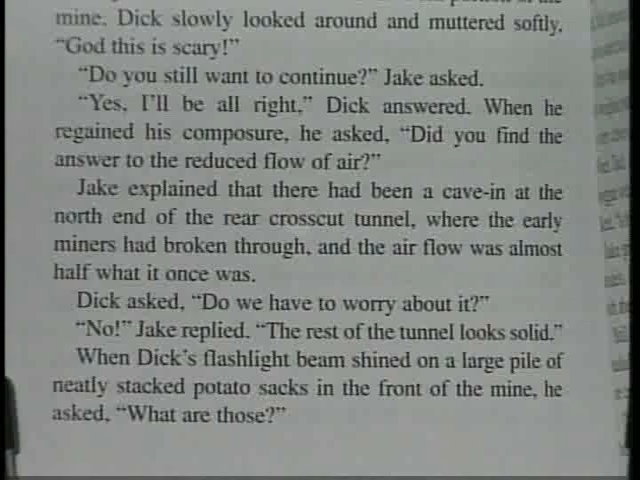 mine. Dick slowly looked around and muttered softly,
“God this is scary!”
“Do you still want to continue?” Jake asked.
“Yes, I’ll be all right,” Dick answered. When he
regained his composure, he asked, “Did you find the
answer to the reduced flow of air?”
Jake explained that there had been a cave-in at the
north end of the rear crosscut tunnel, where the early
miners had broken through, and the air flow was almost
half what it once was.
Dick asked, “Do we have to worry about it?”
“No!” Jake replied. “The rest of the tunnel looks solid.”
When Dick’s flashlight beam shined on a large pile of
neatly stacked potato sacks in the front of the mine, he
asked, “What are those?”